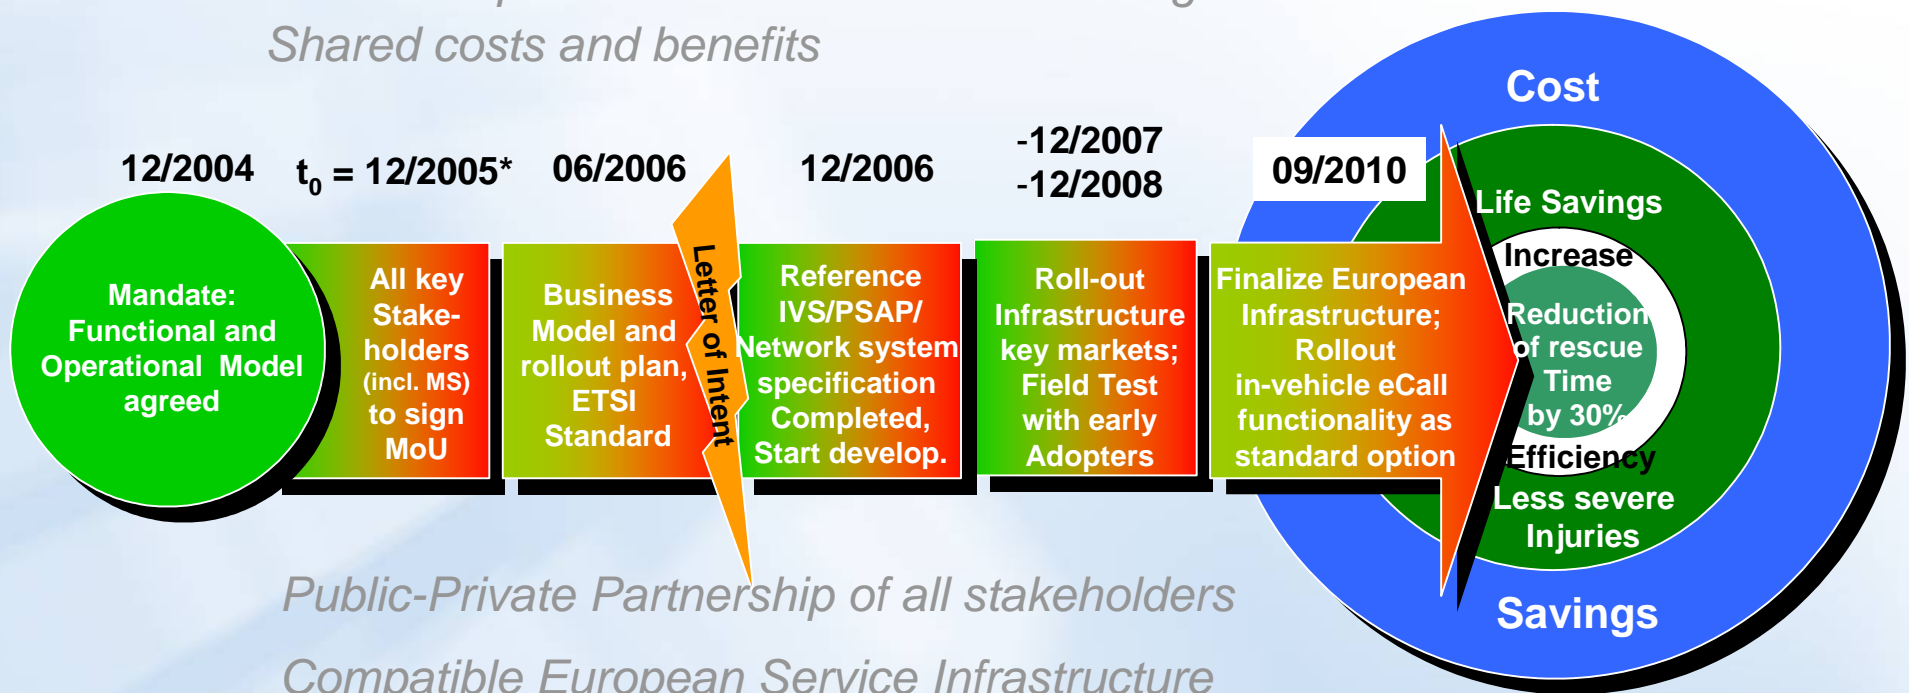 Shared costs and benefits
12/2004
t0 = 12/2005*
06/2006
12/2006
-12/2007
-12/2008
09/2010
Mandate:
Functional and
Operational Model
agreed
All key
Stake-
holders
(incl. MS)
to sign
MoU
Business
Model and
rollout plan,
ETSI
Standard
Letter of Intent
Reference
IVS/PSAP/
Network system
specification
Completed,
Start develop.
Roll-out
Infrastructure
key markets;
Field Test
with early
Adopters
Finalize European
Infrastructure;
Rollout
in-vehicle eCall
functionality as
standard option
Cost
Life Savings
Increase
Reduction
of rescue
Time
by 30%
Efficiency
Less severe
Injuries
Savings
Public-Private Partnership of all stakeholders
Compatible European Service Infrastructure